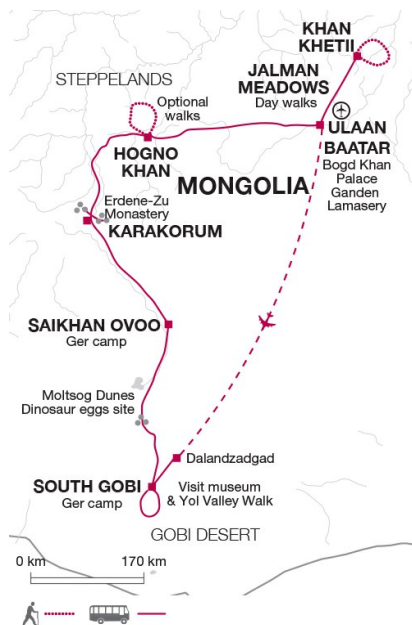 KHAN
KHETII
STEPPELANDS
JALMAN
MEADOWS
Day walks
Optional
walks
ULAAN
BAATAR
Bogd Khan
Palace
Ganden
Lamasery
HOGNO
KHAN
MONGOLIA
Erdene-Zu
Monastery
KARAKORUM
SAIKHAN OVOO
Ger camp
Moltsog Dunes
Dinosaur eggs site
Dalandzadgad
SOUTH GOBI
Ger camp
Visit museum
& Yol Valley Walk
GOBI DESERT
0 km 170 km